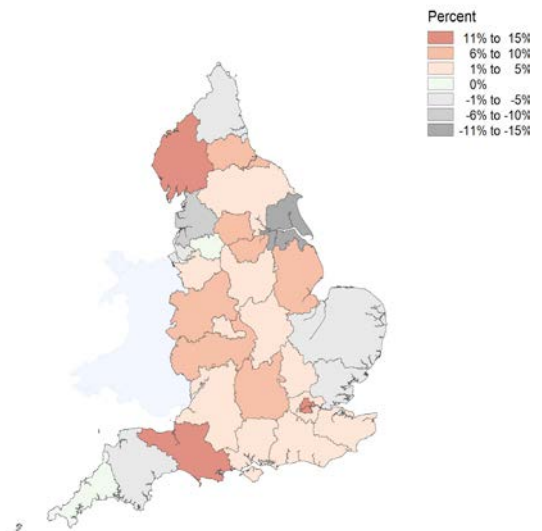 Percent
11% to 15%
6% to 10%
1% to 5%
0%
-1% to -5%
-6% to -10%
-11% to -15%